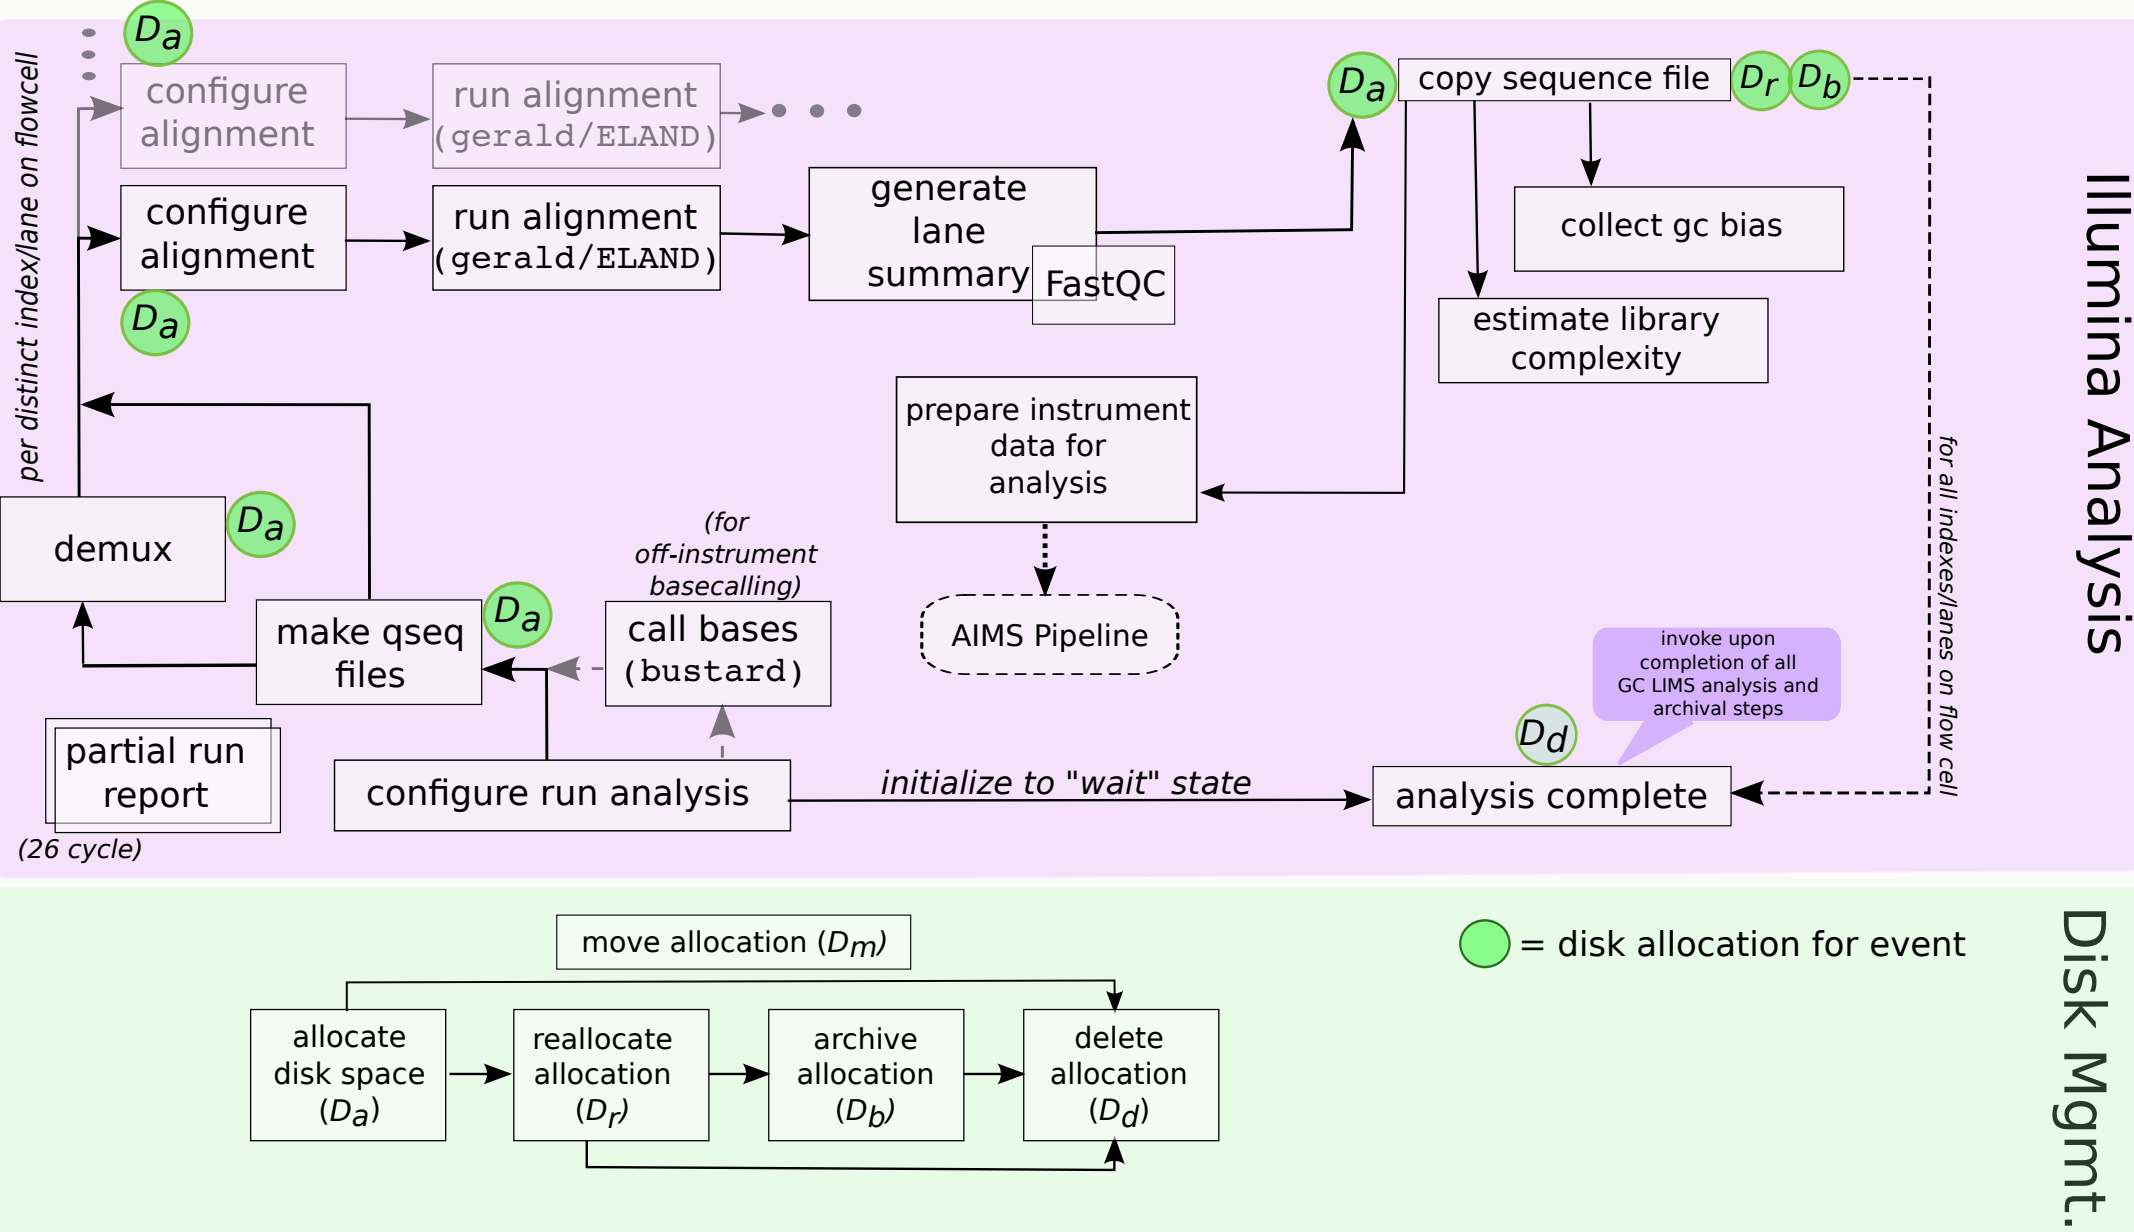 Da
per distinct index/lane on flowcell
configure
alignment
run alignment
(gerald/ELAND)
configure
alignment
Da
run alignment
(gerald/ELAND)
generate
lane
summary
FastQC
Da
copy sequence file
Dr
Db
collect gc bias
estimate library
complexity
prepare instrument
data for
analysis
AIMS Pipeline
for all indexes/lanes on flow cell
Illumina Analysis
demux
Da
make qseq
files
Da
(for
off-instrument
basecalling)
call bases
(bustard)
partial run
report
(26 cycle)
configure run analysis
initialize to "wait" state
invoke upon
completion of all
GC LIMS analysis and
archival steps
Dd
analysis complete
move allocation (Dm)
= disk allocation for event
Disk Mgmt.
allocate
disk space
(Da)
reallocate
allocation
(Dr)
archive
allocation
(Db)
delete
allocation
(Dd)